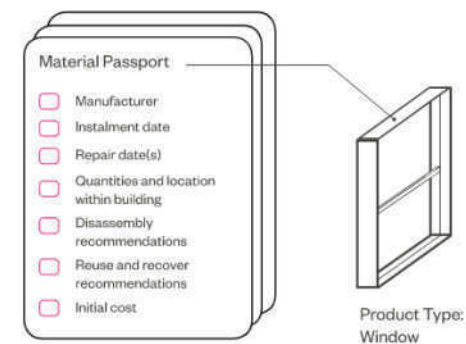 Material Passport
Manufacturer
Instalment date
Repair date(s)
Quantities and location
within building
Disassembly
recommendations
Reuse and recover
recommendations
Initial cost
Product Type:
Window